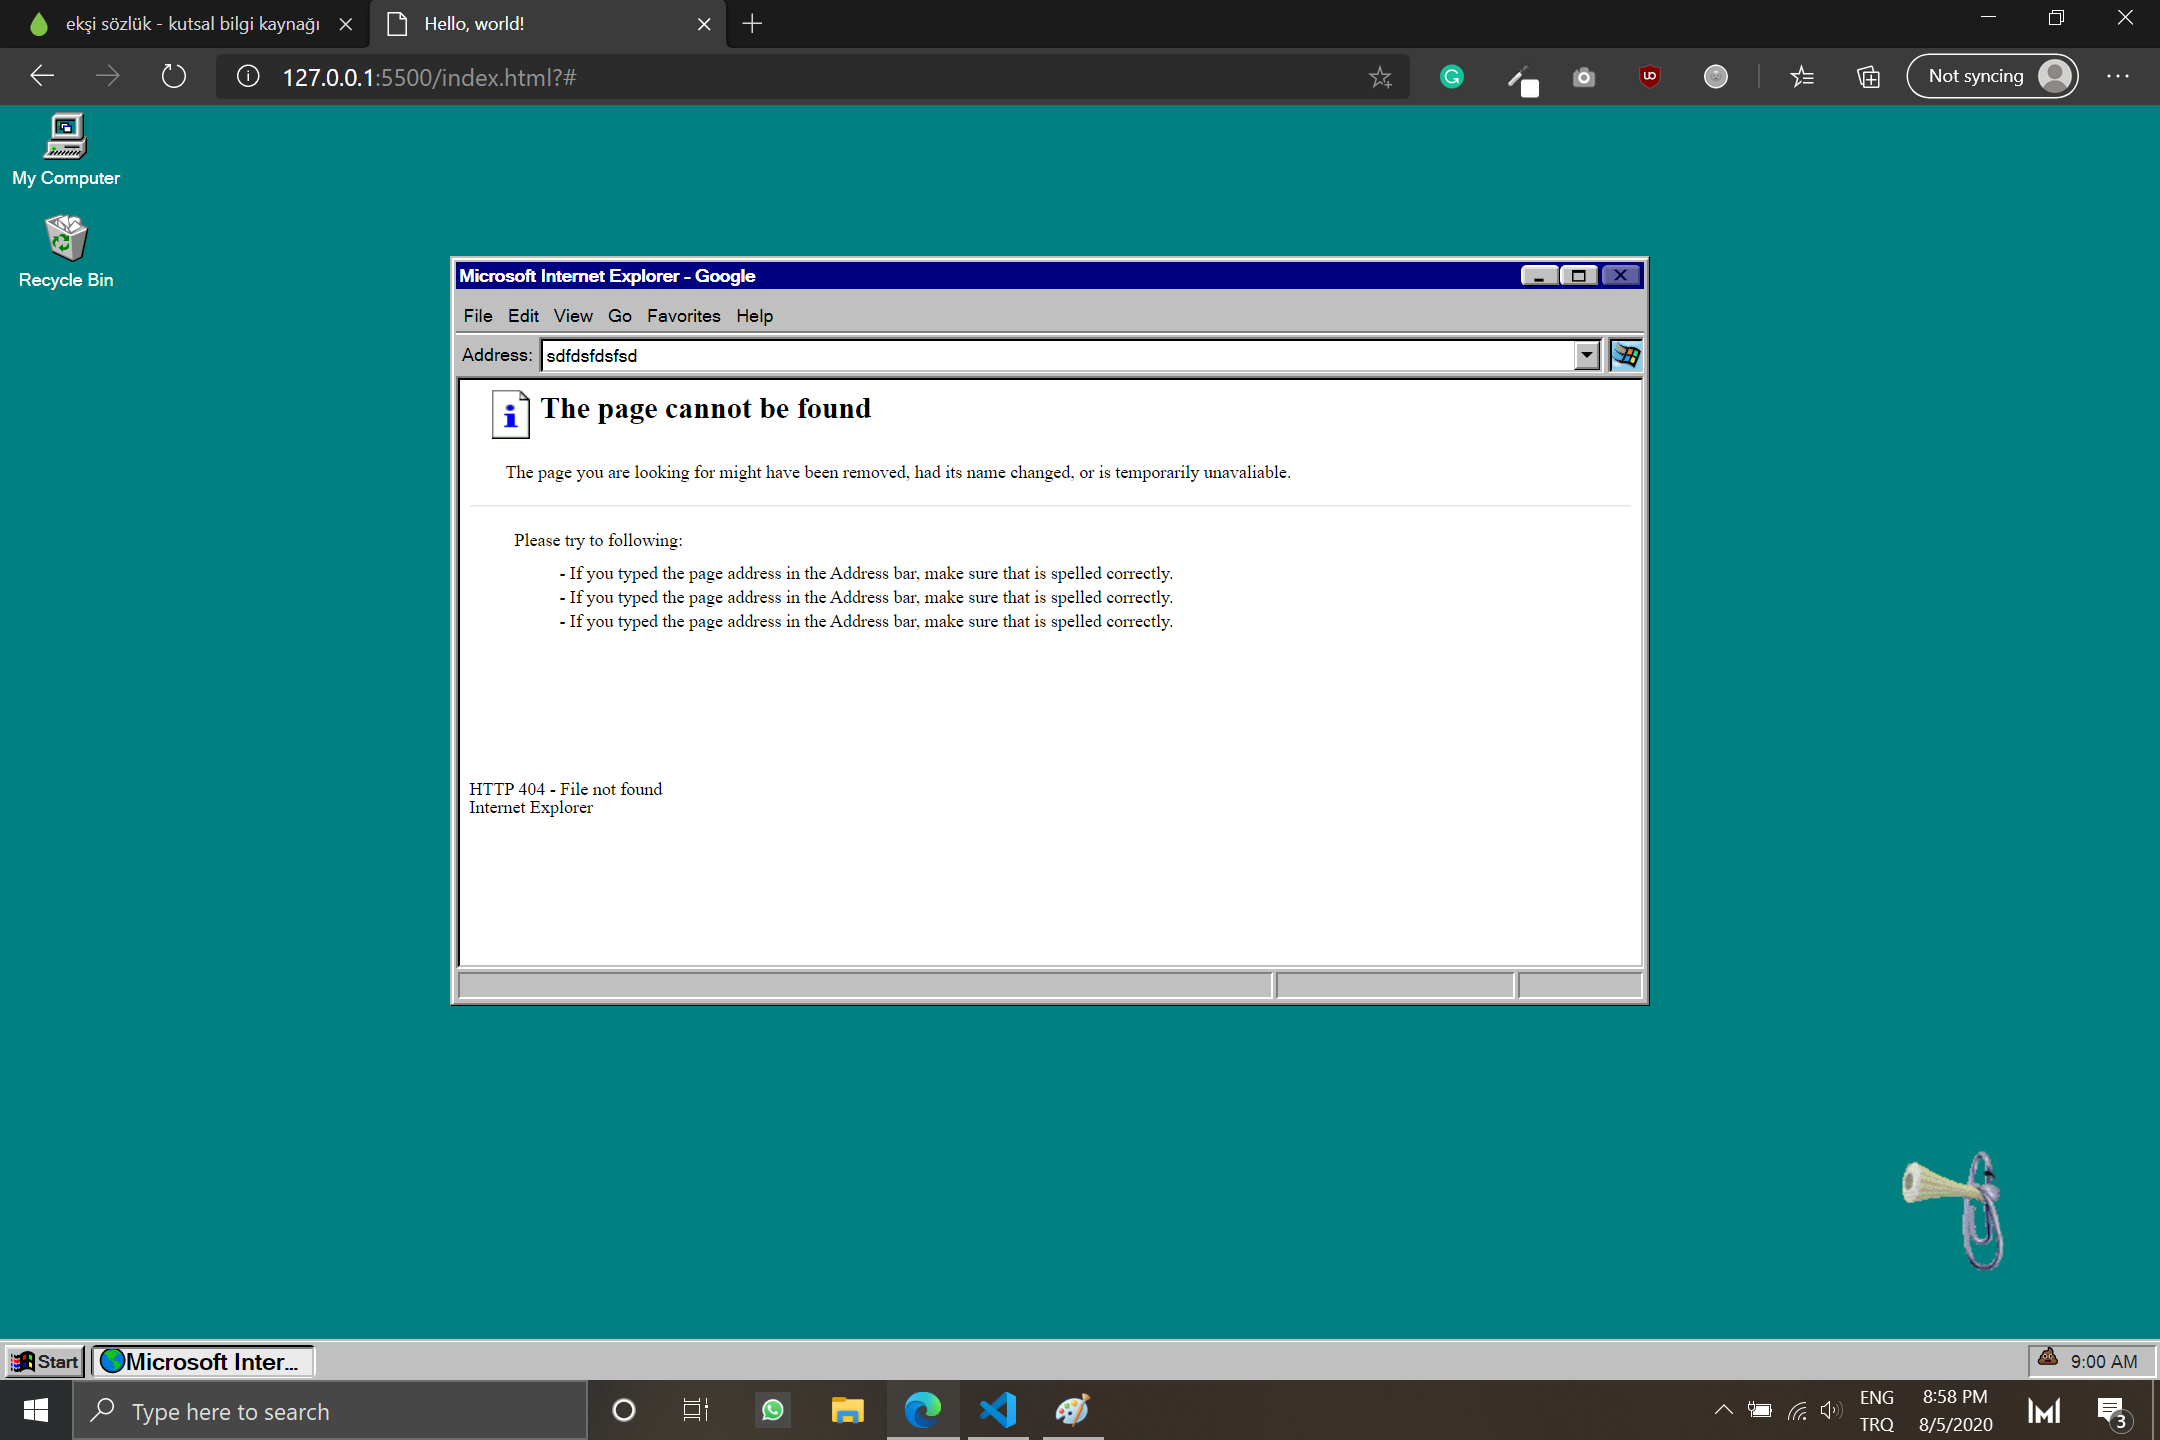 ekşi sözlük - kutsal bilgi kaynağı
Hello, world!
127.0.0.1:5500/index.html?#
Not syncing
My Computer
Recycle Bin
Microsoft Internet Explorer - Google
File Edit View Go Favorites Help
Address: sdfdsfdsfsd
The page cannot be found
The page you are looking for might have been removed, had its name changed, or is temporarily unavaliable.
Please try to following:
- If you typed the page address in the Address bar, make sure that is spelled correctly.
- If you typed the page address in the Address bar, make sure that is spelled correctly.
- If you typed the page address in the Address bar, make sure that is spelled correctly.
HTTP 404 - File not found
Internet Explorer
Start
Microsoft Inter...
9:00 AM
Type here to search
ENG
TRQ
8:58 PM
8/5/2020
3